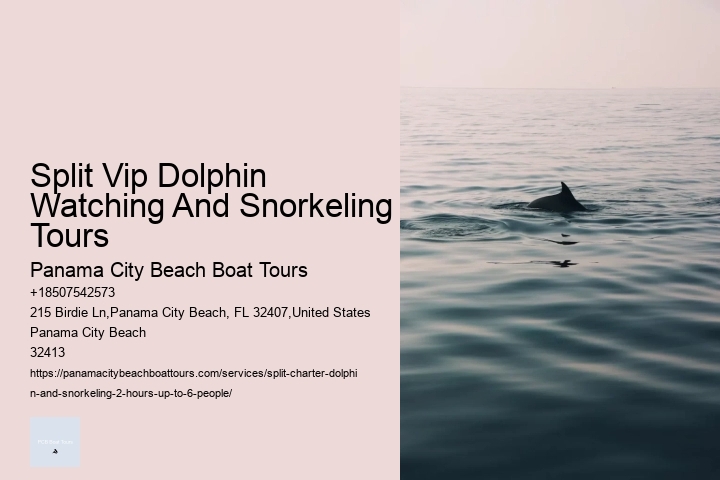 Split Vip Dolphin
Watching And Snorkeling
Tours
Panama City Beach Boat Tours
+18507542573
215 Birdie Ln,Panama City Beach, FL 32407,United States
Panama City Beach
32413
https://panamacitybeachboattours.com/services/split-charter-dolphi
n-and-snorkeling-2-hours-up-to-6-people/